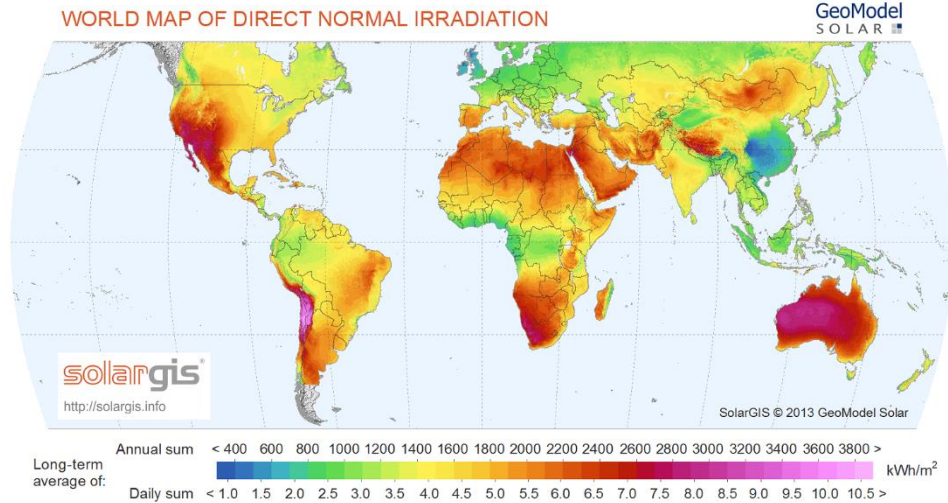 WORLD MAP OF DIRECT NORMAL IRRADIATION
GeoModel
SOLAR
solargis
http://solargis.info
SolarGIS © 2013 GeoModel Solar
Annual sum < 400 600 800 1000 1200 1400 1600 1800 2000 2200 2400 2600 2800 3000 3200 3400 3600 3800 >
Long-term average of:
kWh/m²
Daily sum < 1.0 1.5 2.0 2.5 3.0 3.5 4.0 4.5 5.0 5.5 6.0 6.5 7.0 7.5 8.0 8.5 9.0 9.5 10.0 10.5 >